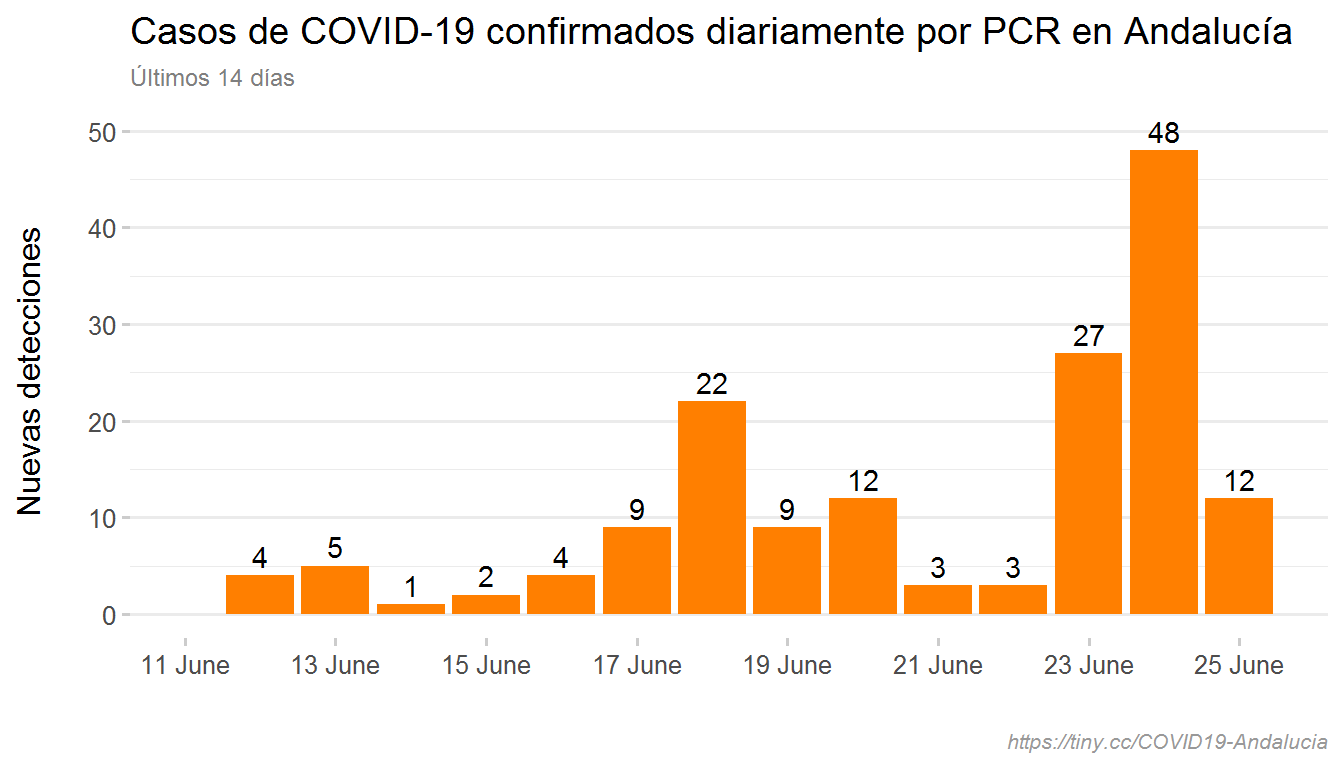 Casos de COVID-19 confirmados diariamente por PCR en Andalucía
Últimos 14 días
Nuevas detecciones
50
40
30
20
10
0
4
5
1
2
4
9
22
9
12
3
3
27
48
12
11 June
13 June
15 June
17 June
19 June
21 June
23 June
25 June
https://tiny.cc/COVID19-Andalucia